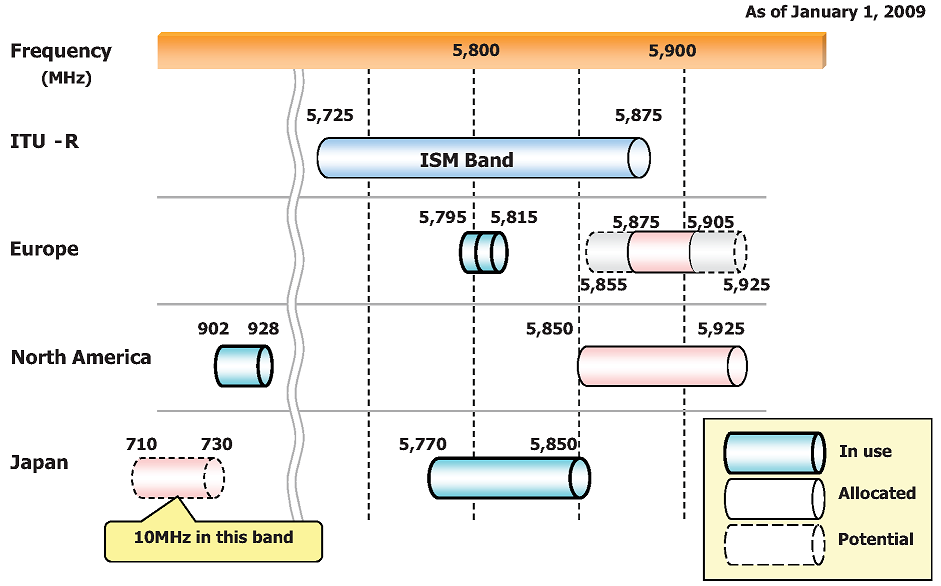 As of January 1, 2009
Frequency
(MHz)
5,800
5,900
ITU -R
5,725
5,875
ISM Band
Europe
5,795
5,815
5,875
5,905
5,855
5,925
North America
902
928
5,850
5,925
Japan
710
730
5,770
5,850
10MHz in this band
In use
Allocated
Potential